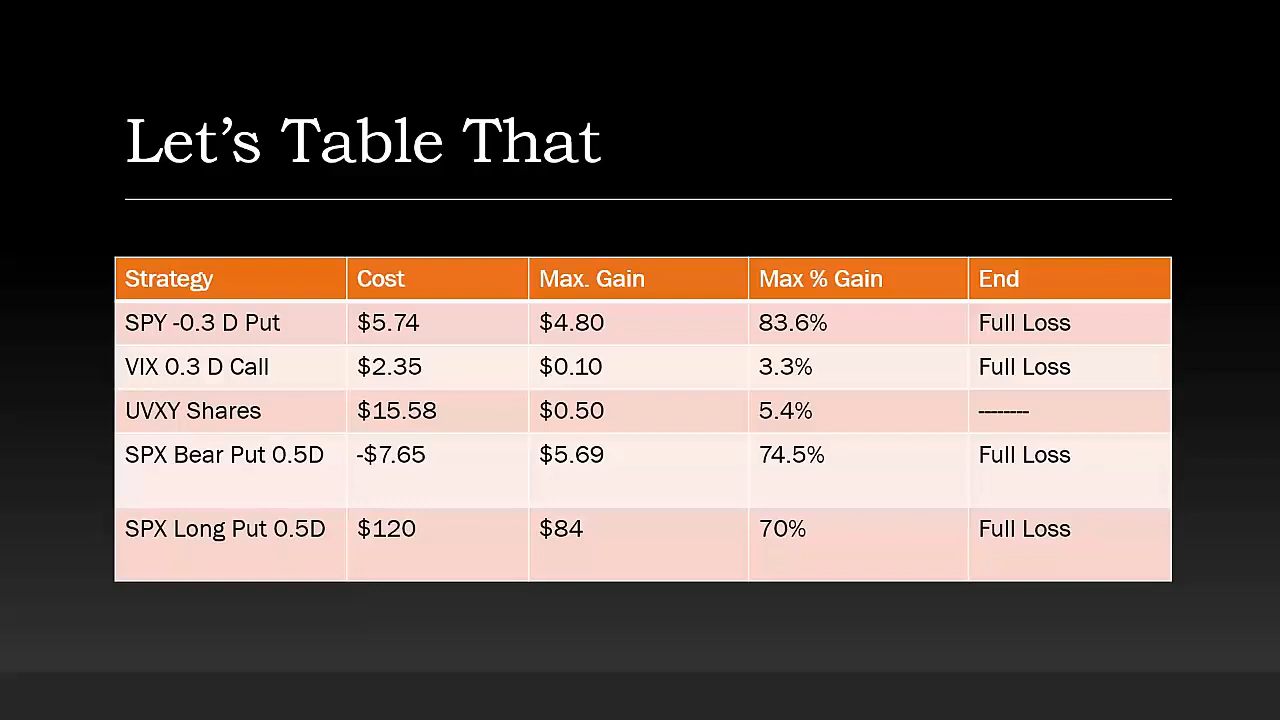 Let's Table That
Strategy Cost Max. Gain Max % Gain End
SPY -0.3 D Put $5.74 $4.80 83.6% Full Loss
VIX 0.3 D Call $2.35 $0.10 3.3% Full Loss
UVXY Shares $15.58 $0.50 5.4% --------
SPX Bear Put 0.5D -$7.65 $5.69 74.5% Full Loss
SPX Long Put 0.5D $120 $84 70% Full Loss